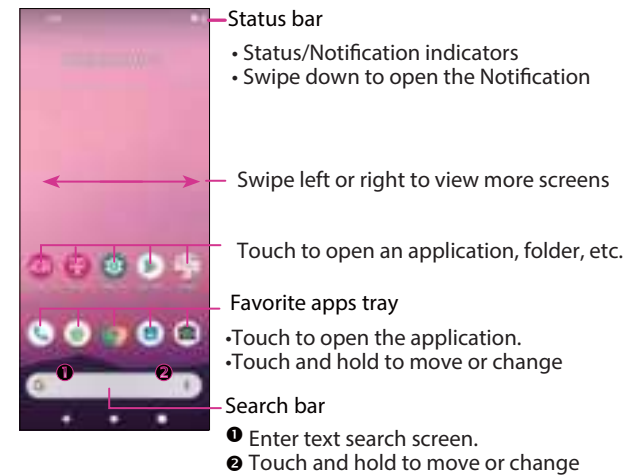 Status bar
• Status/Notification indicators
• Swipe down to open the Notification
Swipe left or right to view more screens
Touch to open an application, folder, etc.
Favorite apps tray
•Touch to open the application.
•Touch and hold to move or change
❶
❷
Search bar
❶ Enter text search screen.
❷ Touch and hold to move or change